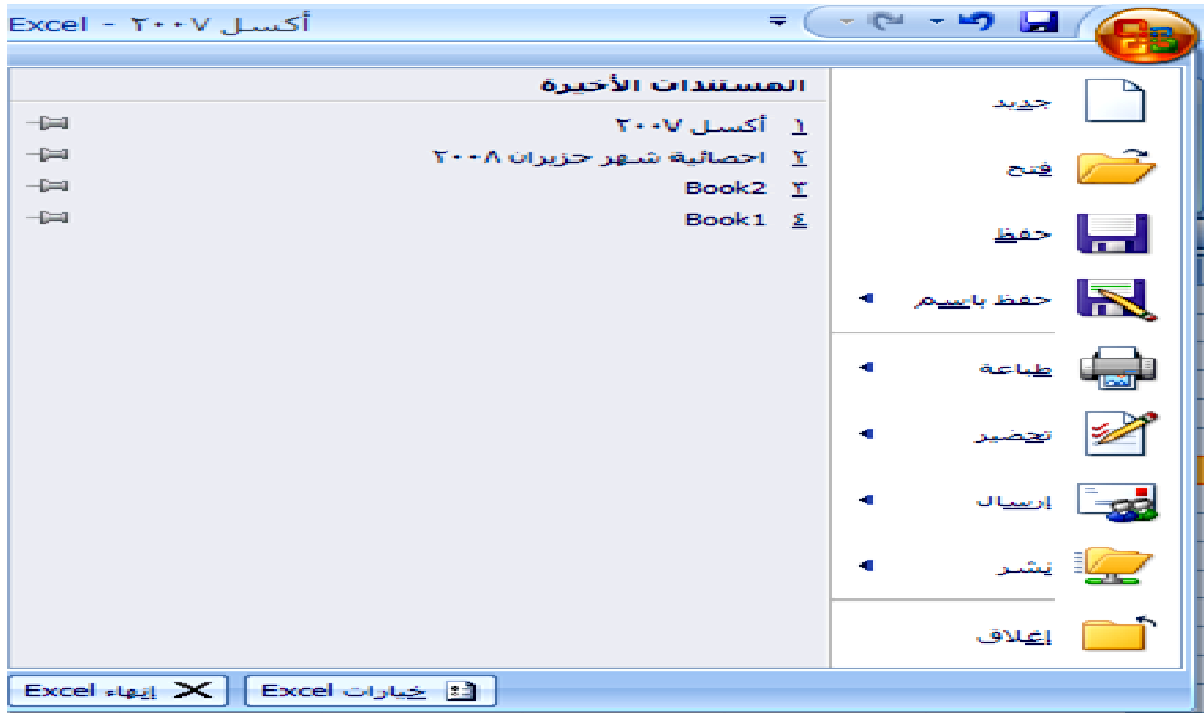 أكسل ٢٠٠٧ - Excel
جديد
فتح
حفظ
حفظ باسم
طباعة
تحضير
إرسال
نشر
إغلاق
المستندات الأخيرة
١ أكسل ٢٠٠٧
٢ احصائية شهر حزيران ٢٠٠٨
٣ Book2
٤ Book1
خيارات Excel
إنهاء Excel